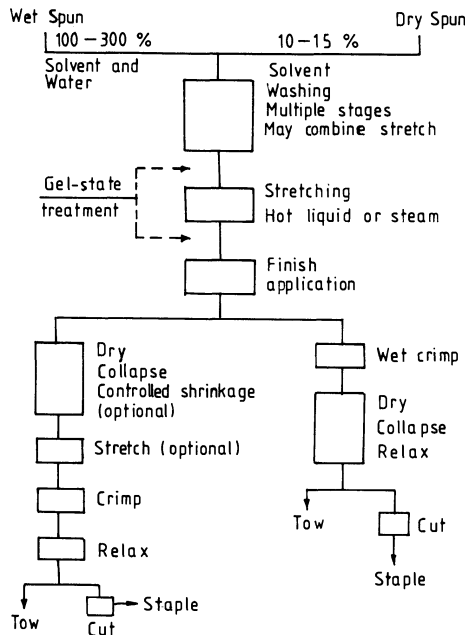 Wet Spun
Dry Spun
100–300 %
10–15 %
Solvent and
Water
Solvent
Washing
Multiple stages
May combine stretch
Gel-state
treatment
Stretching
Hot liquid or steam
Finish
application
Dry
Collapse
Controlled shrinkage
(optional)
Stretch (optional)
Crimp
Relax
Tow
Cut
Staple
Wet crimp
Dry
Collapse
Relax
Tow
Cut
Staple